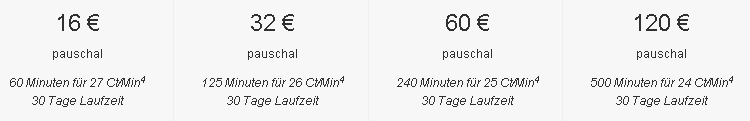 16 €
pauschal
60 Minuten für 27 Ct/Min⁴
30 Tage Laufzeit
32 €
pauschal
125 Minuten für 26 Ct/Min⁴
30 Tage Laufzeit
60 €
pauschal
240 Minuten für 25 Ct/Min⁴
30 Tage Laufzeit
120 €
pauschal
500 Minuten für 24 Ct/Min⁴
30 Tage Laufzeit